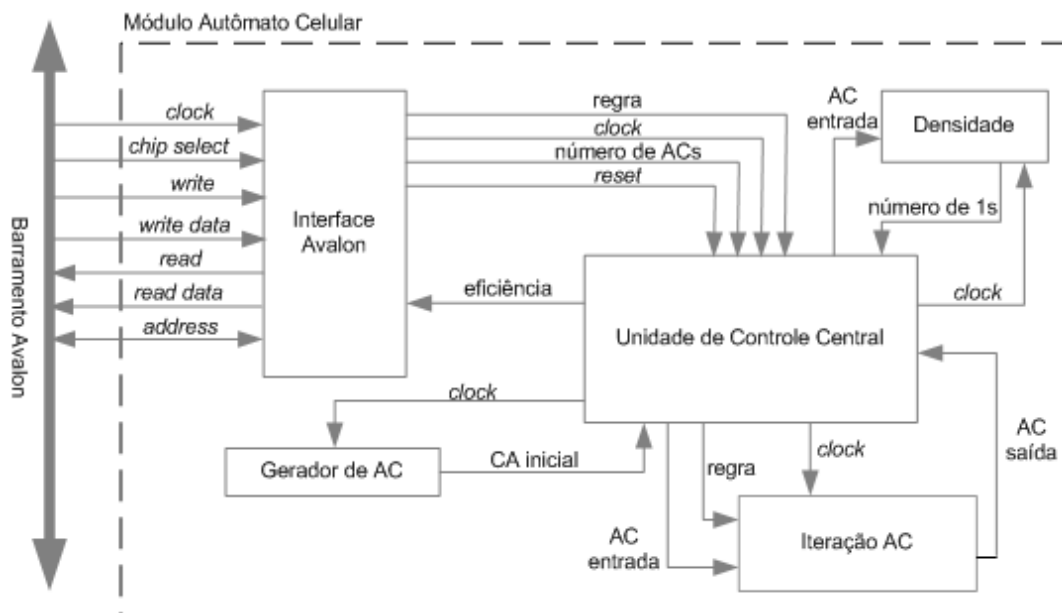 Módulo Autômato Celular
Barramento Avalon
clock
chip select
write
write data
read
read data
address
Interface
Avalon
regra
clock
número de ACs
reset
eficiência
AC
entrada
Densidade
número de 1s
clock
Unidade de Controle Central
clock
Gerador de AC
CA inicial
AC
entrada
regra
clock
Iteração AC
AC
saída